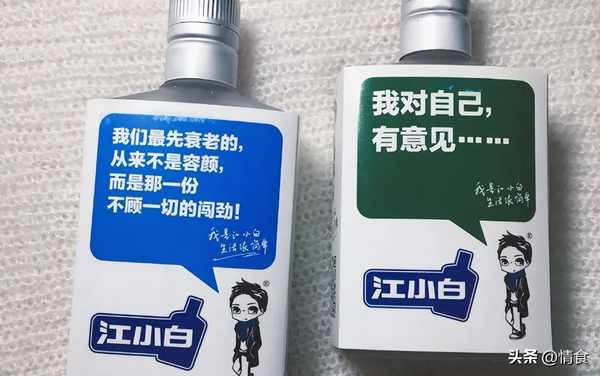 我们最先衰老的,
从来不是容颜,
而是那一份
不顾一切的闯劲!
我是江小白
生活很简单
江小白
®
我对自己,
有意见……
我是江小白
生活很简单
江小白
®
头条 @情食